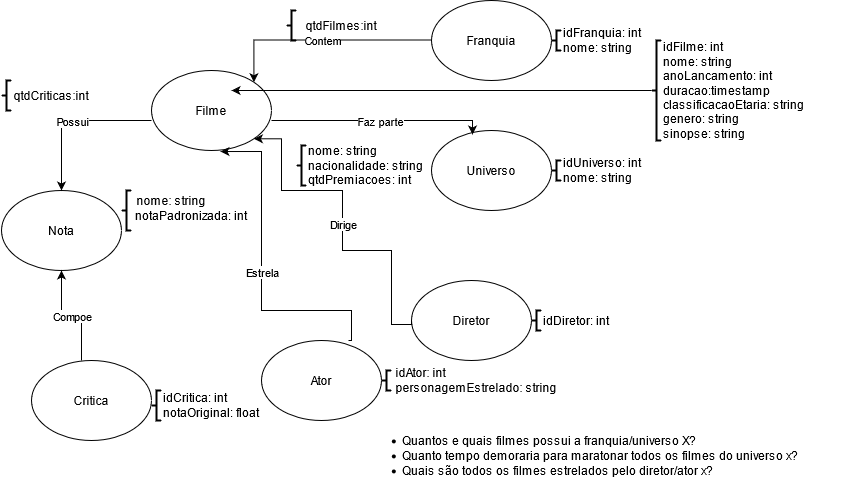 qtdFilmes:int
Contem
Franquia
idFranquia: int
nome: string
idFilme: int
nome: string
anoLancamento: int
duracao:timestamp
classificacaoEtaria: string
genero: string
sinopse: string
qtdCriticas:int
Filme
Possui
Faz parte
nome: string
nacionalidade: string
qtdPremiacoes: int
Universo
idUniverso: int
nome: string
nome: string
notaPadronizada: int
Nota
Dirige
Estrela
Compoe
Diretor
idDiretor: int
Ator
idAtor: int
personagemEstrelado: string
Critica
idCritica: int
notaOriginal: float
• Quantos e quais filmes possui a franquia/universo X?
• Quanto tempo demoraria para maratonar todos os filmes do universo x?
• Quais são todos os filmes estrelados pelo diretor/ator x?